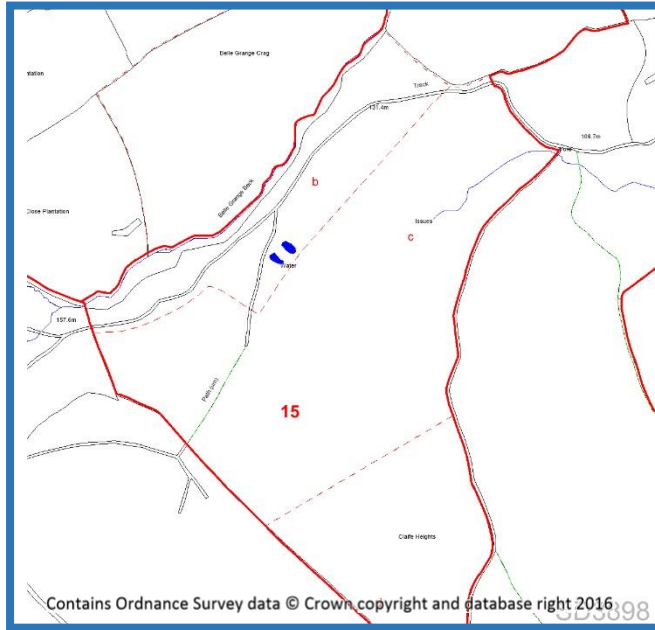 Belle Grange Crag
ntation
Track
131.4m
108.7m
b
Belle Grange Beck
Close Plantation
Issues
c
Water
157.6m
Path (um)
15
Claife Heights
Contains Ordnance Survey data © Crown copyright and database right 2016
SD3898